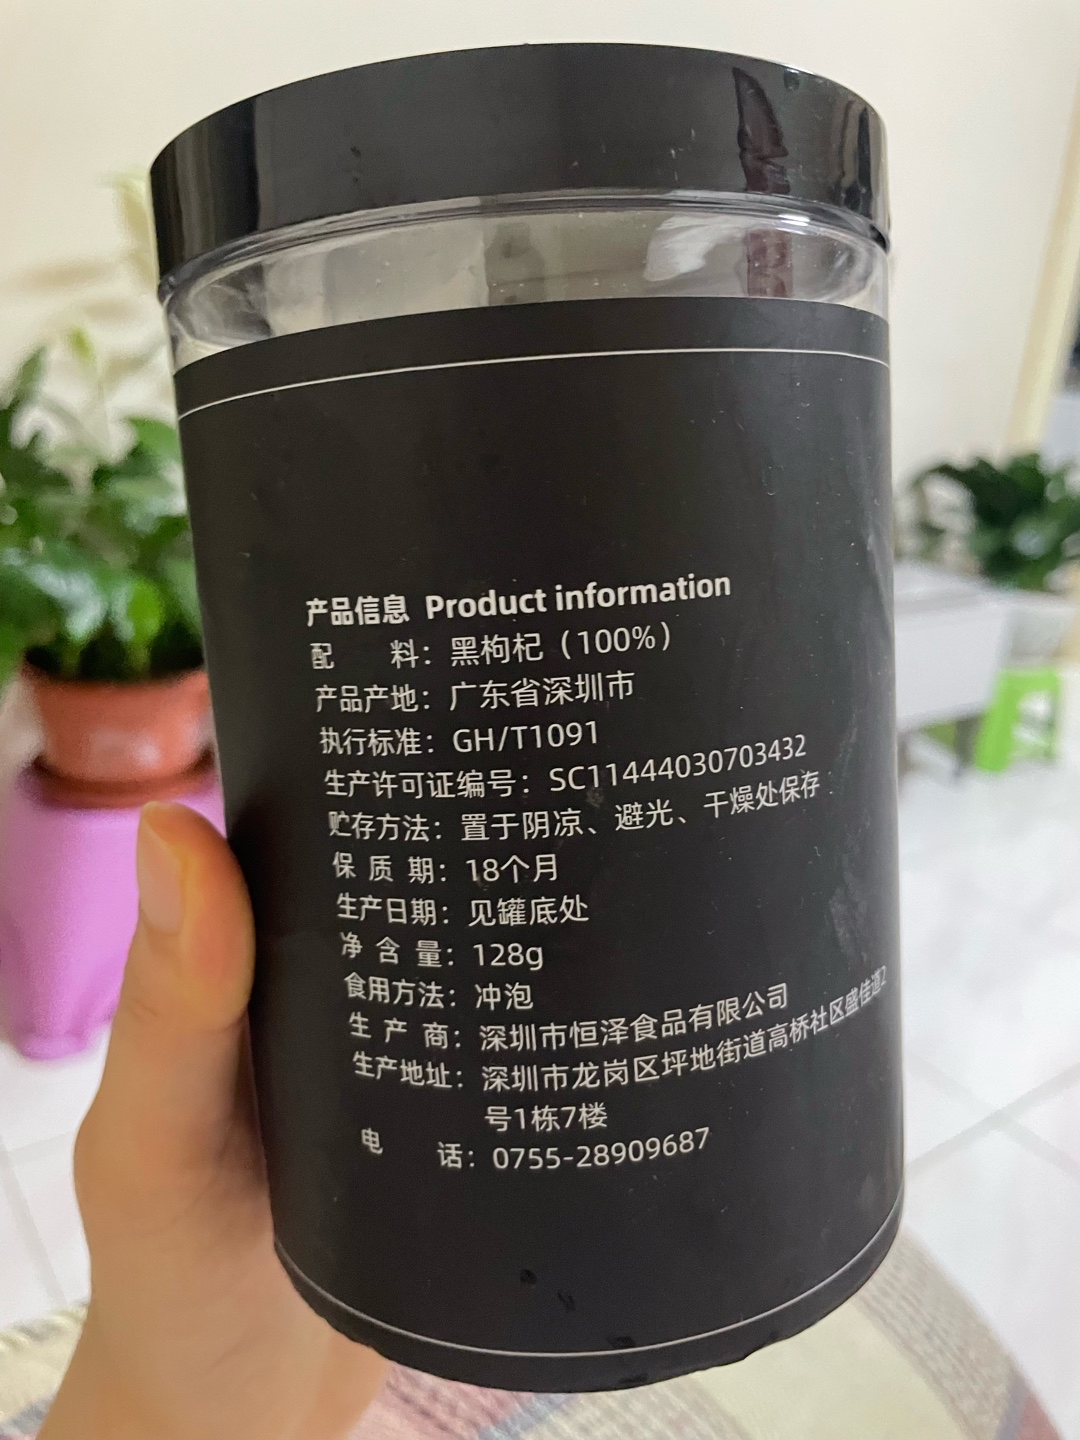 产品信息 Product information
配料：黑枸杞（100%）
产品产地：广东省深圳市
执行标准：GH/T1091
生产许可证编号：SC11444030703432
贮存方法：置于阴凉、避光、干燥处保存
保质期：18个月
生产日期：见罐底处
净含量：128g
食用方法：冲泡
生产商：深圳市恒泽食品有限公司
生产地址：深圳市龙岗区坪地街道高桥社区盛佳道2
号1栋7楼
电话：0755-28909687